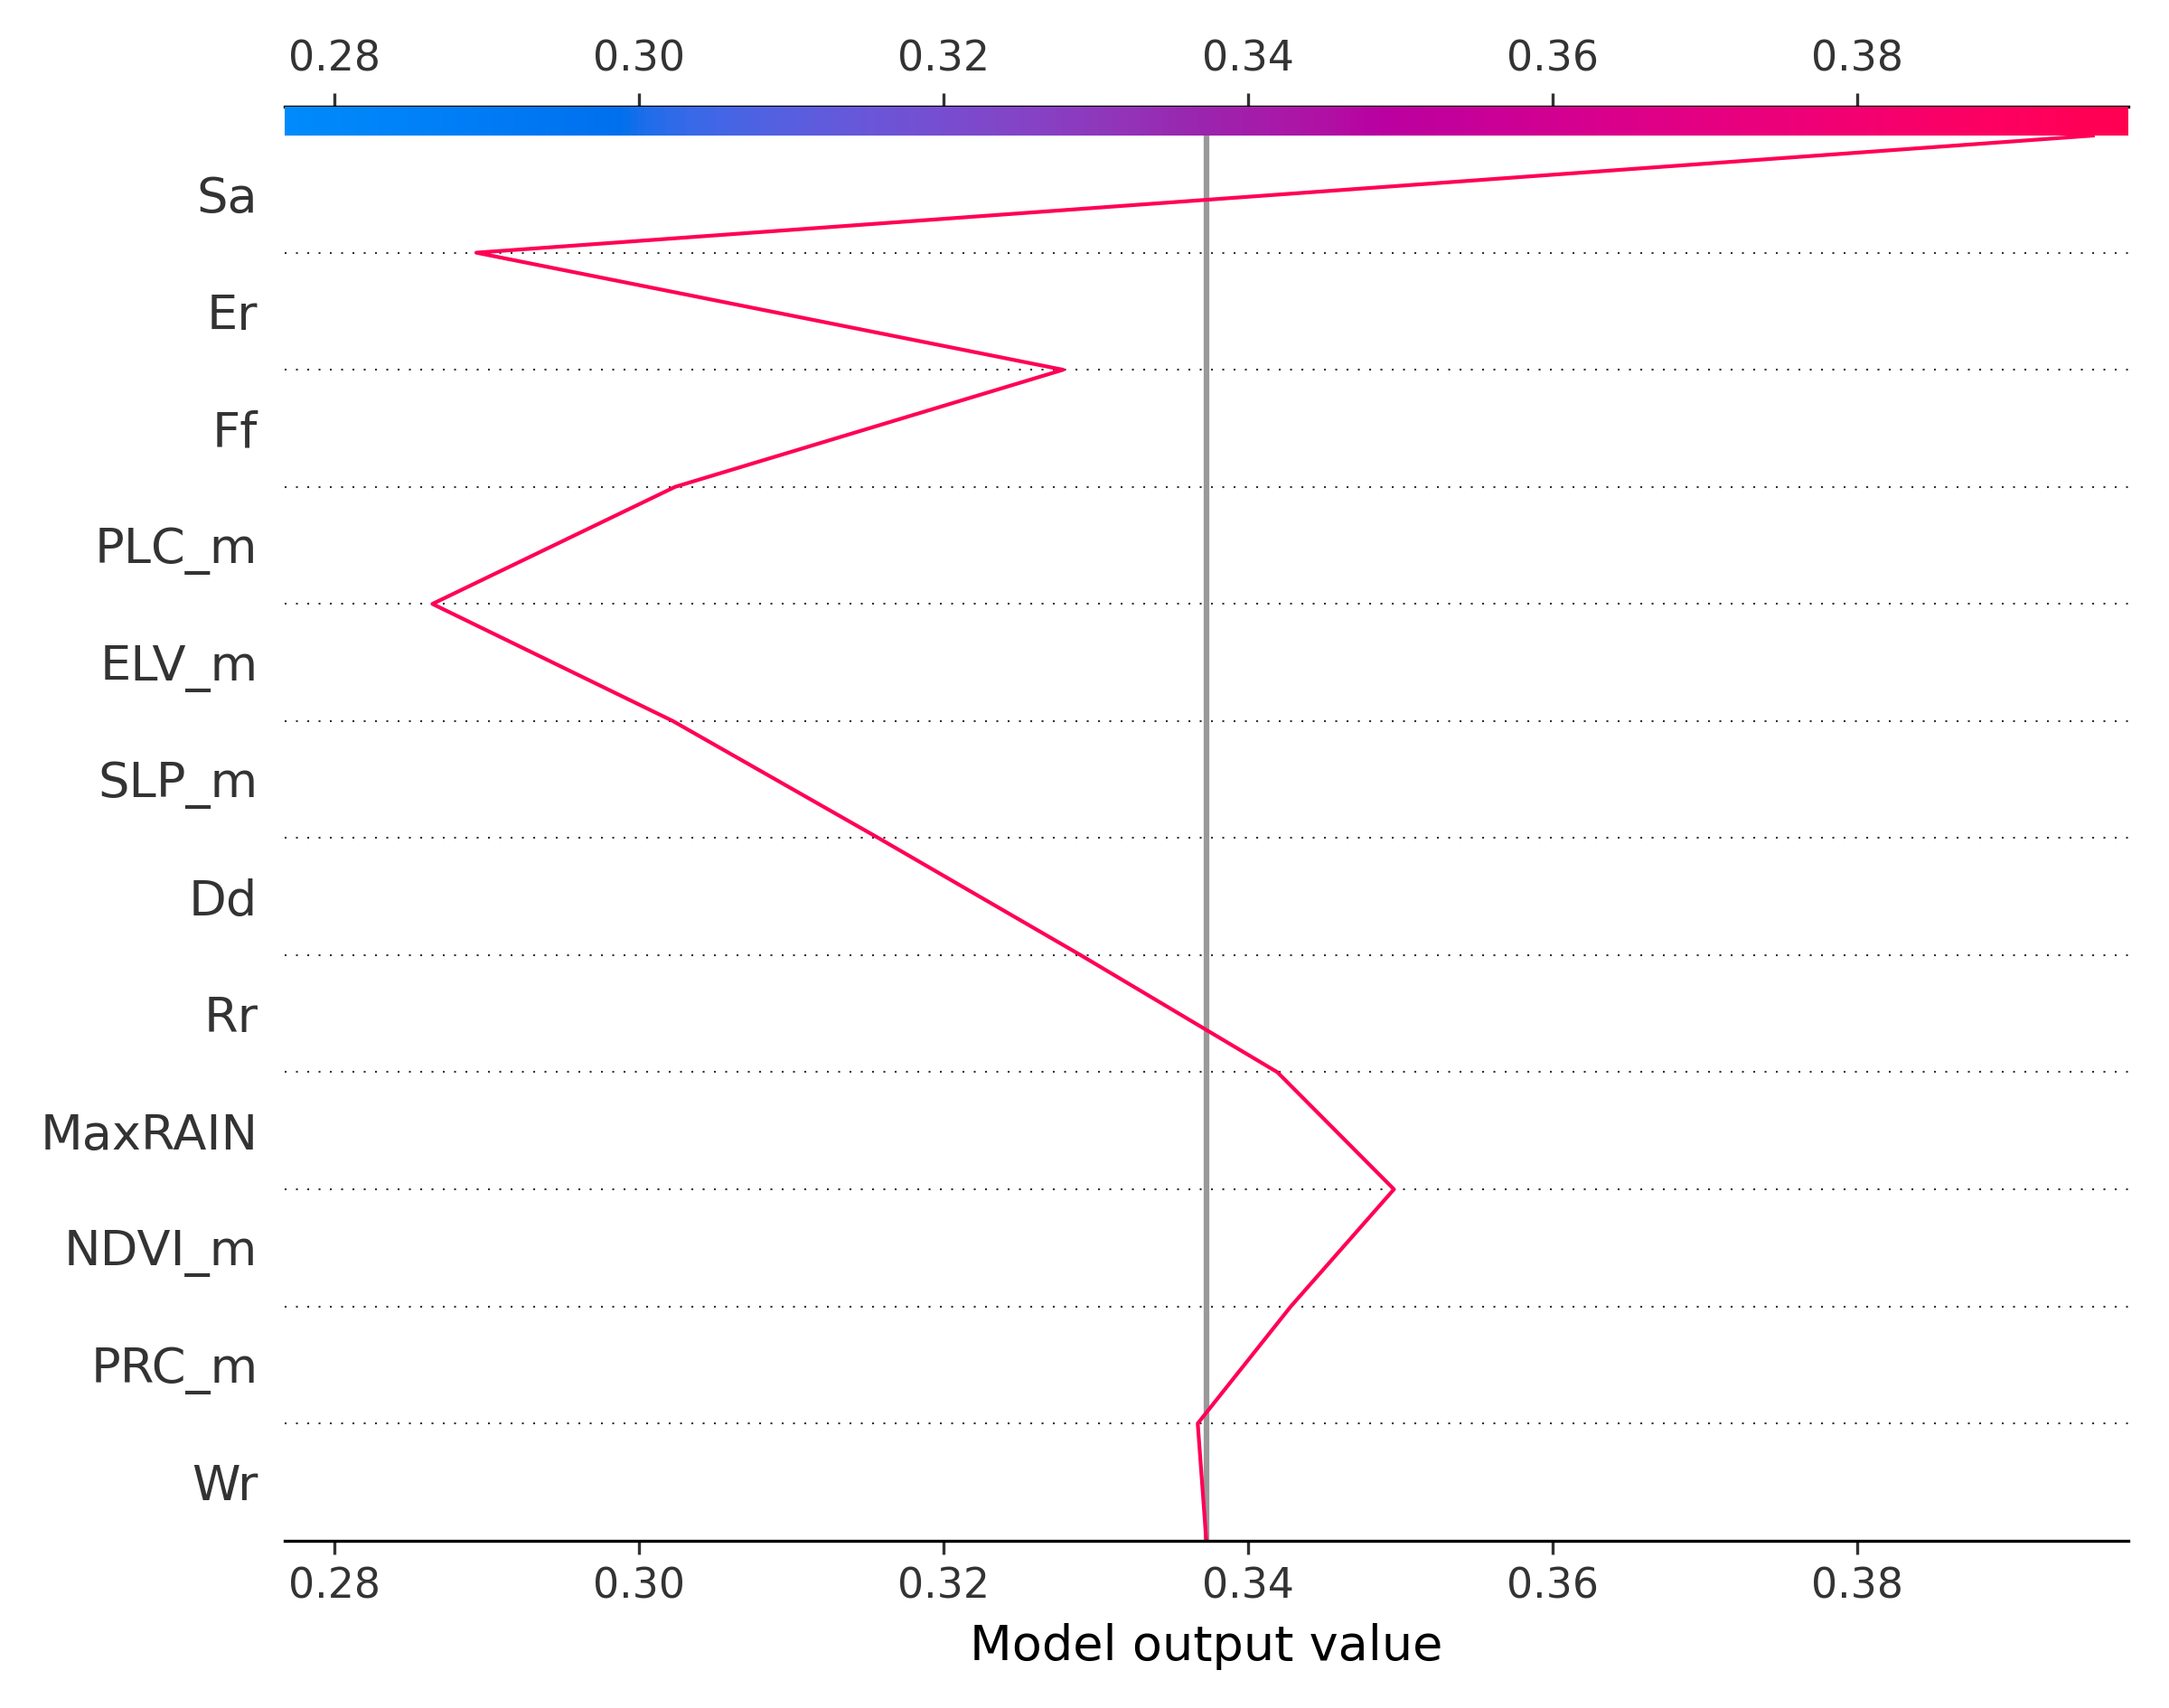 0.28 0.30 0.32 0.34 0.36 0.38
Sa
Er
Ff
PLC_m
ELV_m
SLP_m
Dd
Rr
MaxRAIN
NDVI_m
PRC_m
Wr
0.28 0.30 0.32 0.34 0.36 0.38
Model output value